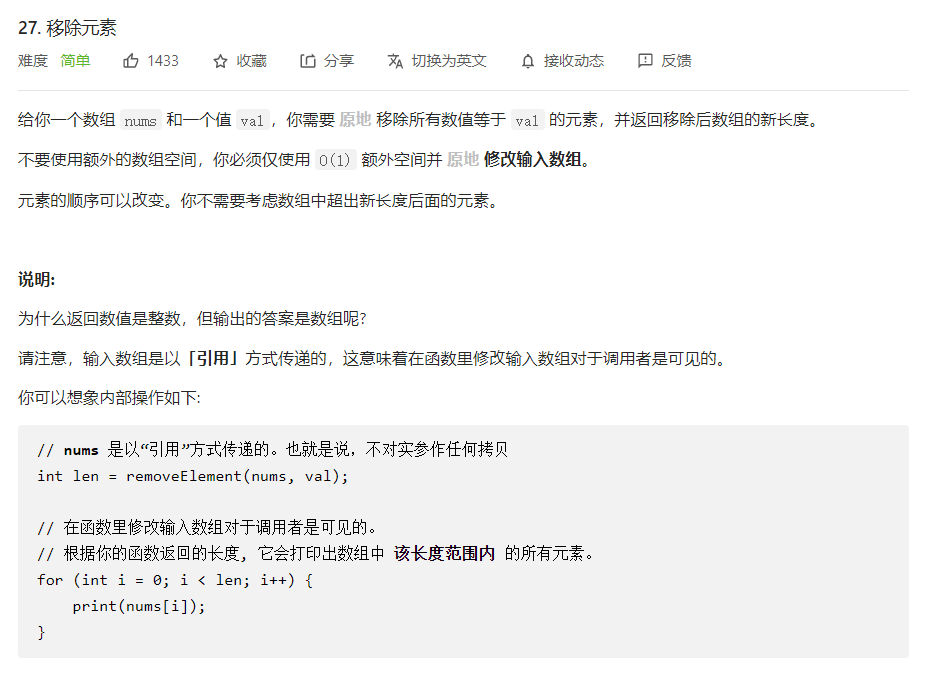 27. 移除元素
难度 简单 1433 收藏 分享 切换为英文 接收动态 反馈
给你一个数组 nums 和一个值 val，你需要 原地 移除所有数值等于 val 的元素，并返回移除后数组的新长度。
不要使用额外的数组空间，你必须仅使用 O(1) 额外空间并 原地 修改输入数组。
元素的顺序可以改变。你不需要考虑数组中超出新长度后面的元素。
说明:
为什么返回数值是整数，但输出的答案是数组呢?
请注意，输入数组是以「引用」方式传递的，这意味着在函数里修改输入数组对于调用者是可见的。
你可以想象内部操作如下:
// nums 是以“引用”方式传递的。也就是说，不对实参作任何拷贝
int len = removeElement(nums, val);
// 在函数里修改输入数组对于调用者是可见的。
// 根据你的函数返回的长度, 它会打印出数组中 该长度范围内 的所有元素。
for (int i = 0; i < len; i++) {
    print(nums[i]);
}